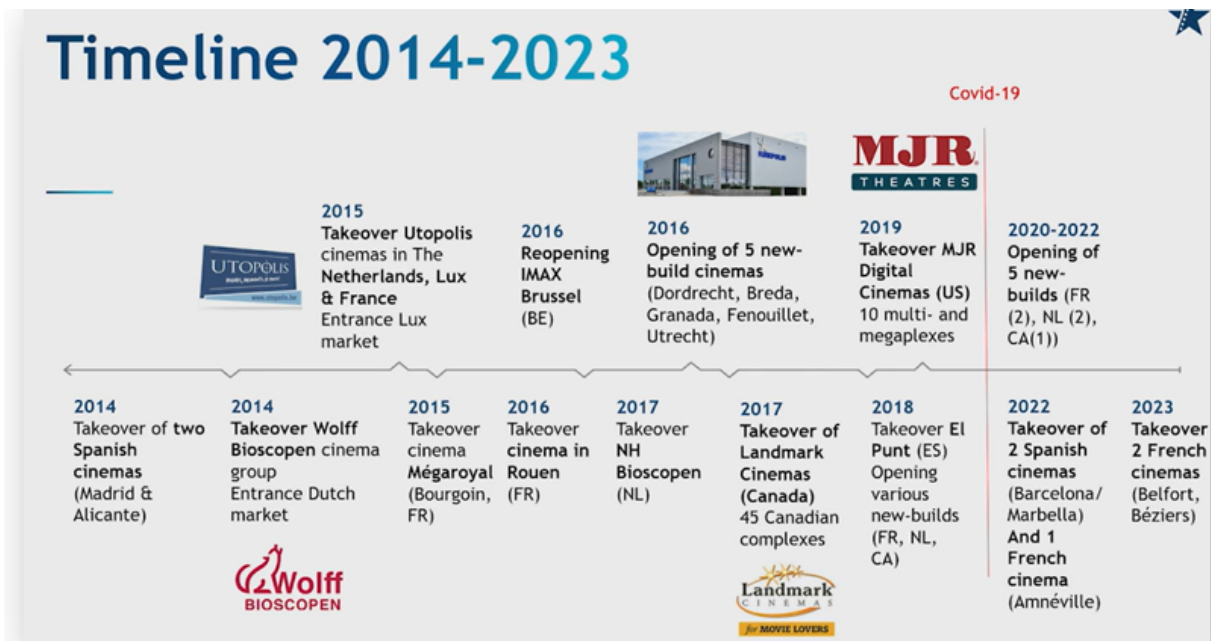 Timeline 2014-2023
Covid-19
KINEPOLIS
MJR
THEATRES
UTOPOLIS
www.utopolis.be
2015
Takeover Utopolis
cinemas in The
Netherlands, Lux
& France
Entrance Lux
market
2016
Reopening
IMAX
Brussel
(BE)
2016
Opening of 5 new-
build cinemas
(Dordrecht, Breda,
Granada, Fenouillet,
Utrecht)
2019
Takeover MJR
Digital
Cinemas (US)
10 multi- and
megaplexes
2020-2022
Opening of
5 new-
builds (FR
(2), NL (2),
CA(1))
2014
Takeover of two
Spanish
cinemas
(Madrid &
Alicante)
2014
Takeover Wolff
Bioscopen cinema
group
Entrance Dutch
market
Wolff
BIOSCOPEN
2015
Takeover
cinema
Mégaroyal
(Bourgoin,
FR)
2016
Takeover
cinema in
Rouen
(FR)
2017
Takeover
NH
Bioscopen
(NL)
2017
Takeover of
Landmark
Cinemas
(Canada)
45 Canadian
complexes
Landmark
CINEMAS
for MOVIE LOVERS
2018
Takeover El
Punt (ES)
Opening
various
new-builds
(FR, NL,
CA)
2022
Takeover of
2 Spanish
cinemas
(Barcelona/
Marbella)
And 1
French
cinema
(Amnéville)
2023
Takeover
2 French
cinemas
(Belfort,
Béziers)